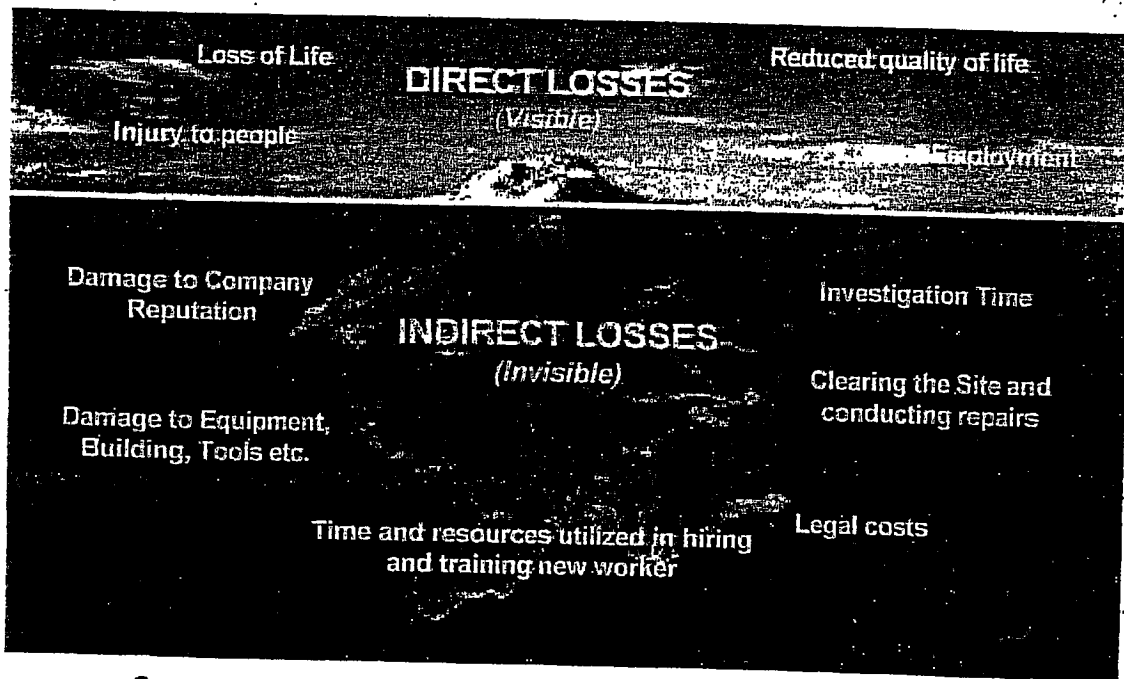 Loss of Life
DIRECT LOSSES
(Visible)
Reduced quality of life
Injury to people
Employment
Damage to Company
Reputation
INDIRECT LOSSES
(Invisible)
Investigation Time
Clearing the Site and
conducting repairs
Damage to Equipment,
Building, Tools etc.
Time and resources utilized in hiring
and training new worker
Legal costs